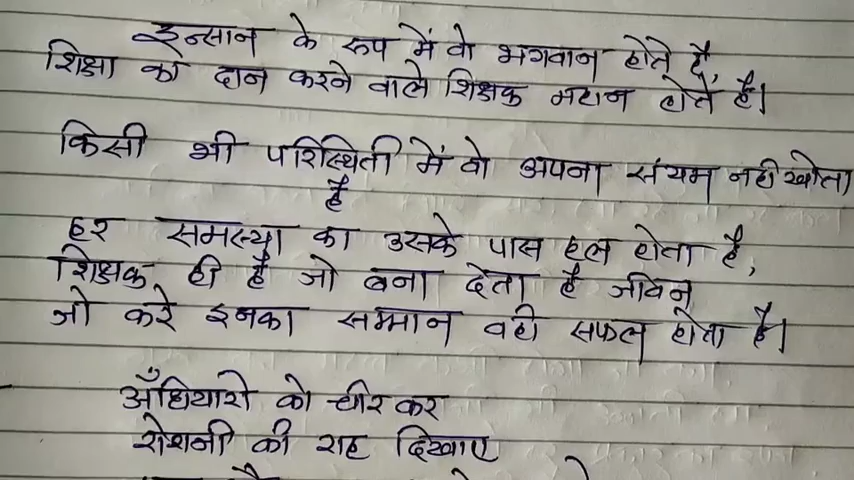 इन्सान के रूप में वो भगवान होते है,
शिक्षा का दान करने वाले शिक्षक महान होते है।
किसी भी परिस्थिती में वो अपना संयम नही खोता
है
हर समस्या का उसके पास हल होता है,
शिक्षक ही है जो बना देता है जीवन
जो करे इनका सम्मान वही सफल होता है।
अँधियारो को चीर कर
रोशनी की राह दिखाए